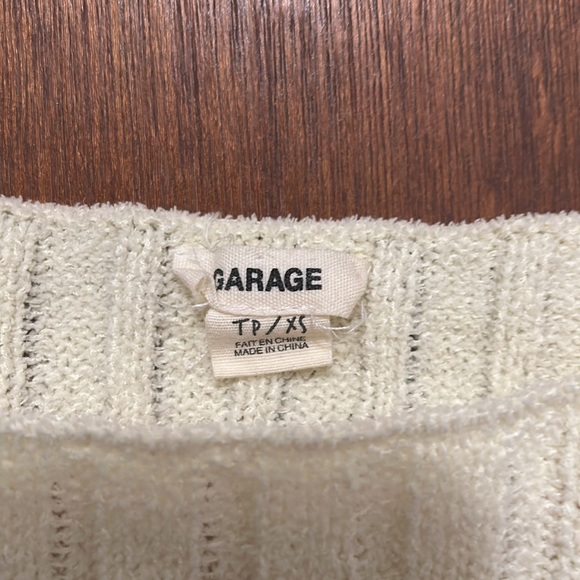 GARAGE
TP/XS
FAIT EN CHINE
MADE IN CHINA